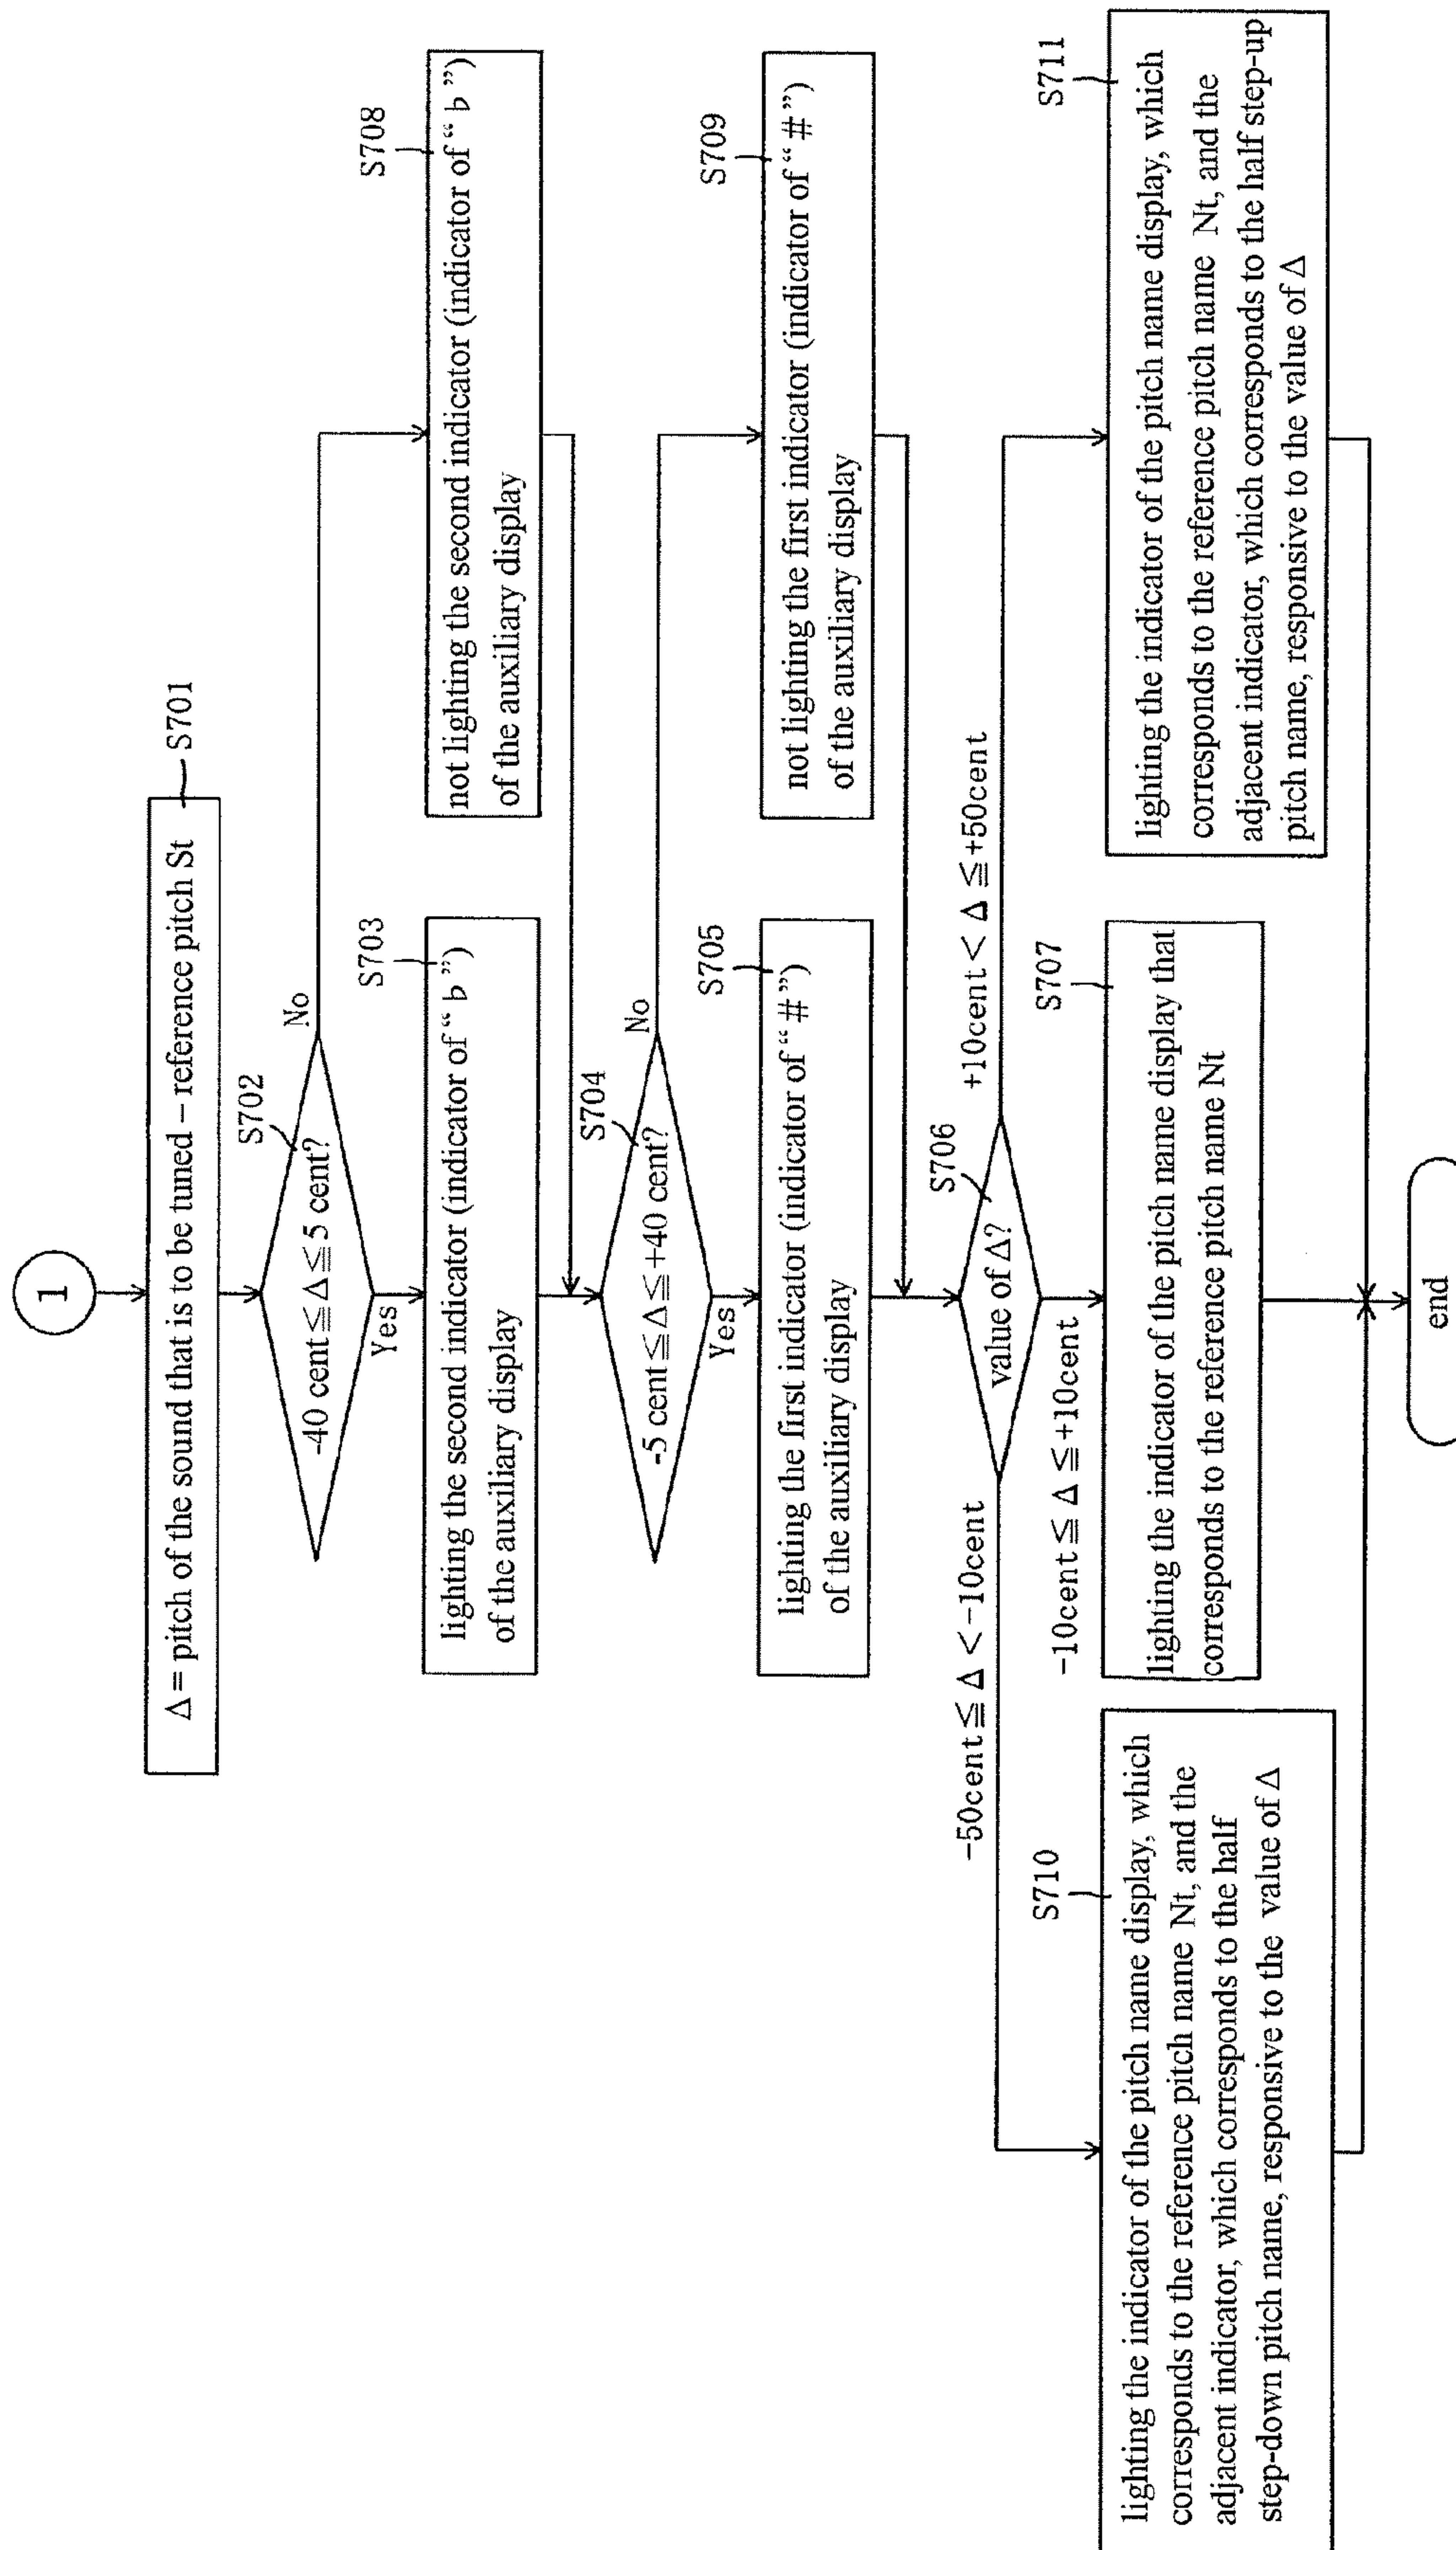 1
Δ = pitch of the sound that is to be tuned – reference pitch St
S701
S702
-40 cent≦Δ≦5 cent?
No
Yes
S703
lighting the second indicator (indicator of “ ♭ ”)
of the auxiliary display
S708
not lighting the second indicator (indicator of “ ♭ ”)
of the auxiliary display
S704
-5 cent≦Δ≦+40 cent?
No
Yes
S705
lighting the first indicator (indicator of “ # ”)
of the auxiliary display
S709
not lighting the first indicator (indicator of “ # ”)
of the auxiliary display
S706
value of Δ?
-50cent≦ Δ <-10cent
-10cent≦ Δ ≦+10cent
+10cent< Δ ≦+50cent
S710
lighting the indicator of the pitch name display, which
corresponds to the reference pitch name Nt, and the
adjacent indicator, which corresponds to the half
step-down pitch name, responsive to the value of Δ
S707
lighting the indicator of the pitch name display that
corresponds to the reference pitch name Nt
S711
lighting the indicator of the pitch name display, which
corresponds to the reference pitch name Nt, and the
adjacent indicator, which corresponds to the half step-up
pitch name, responsive to the value of Δ
end